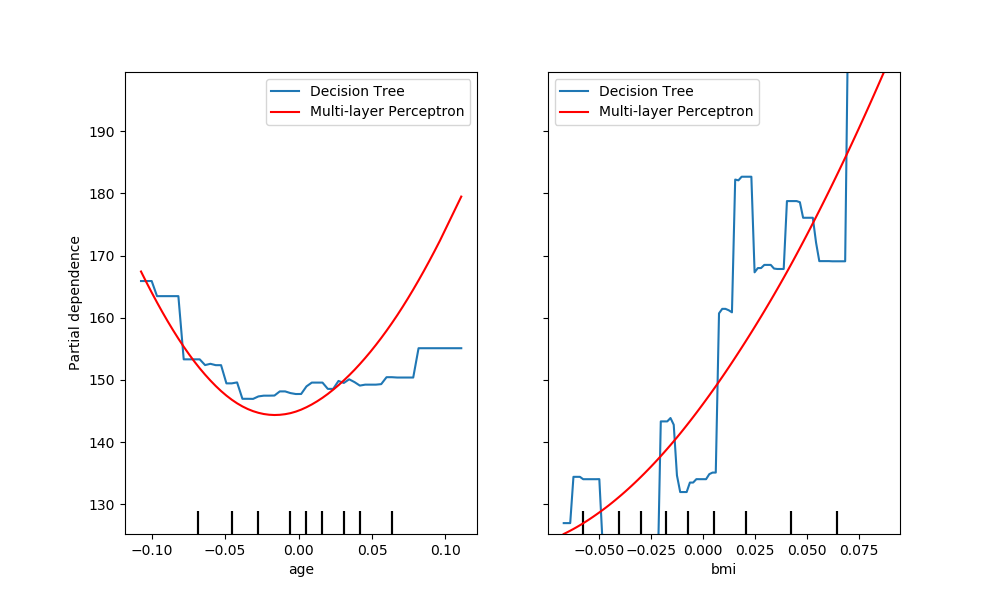 Decision Tree
Multi-layer Perceptron
Partial dependence
190
180
170
160
150
140
130
−0.10 −0.05 0.00 0.05 0.10
age
Decision Tree
Multi-layer Perceptron
−0.050 −0.025 0.000 0.025 0.050 0.075
bmi